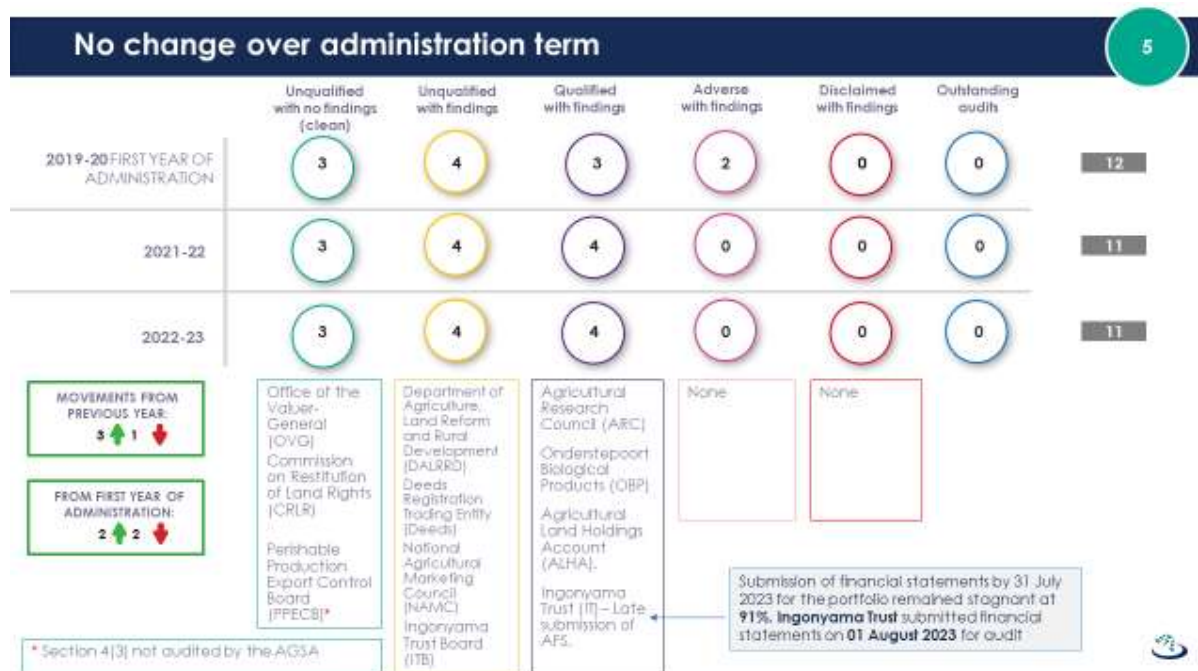 No change over administration term
5
Unqualified
with no findings
(clean)
Unqualified
with findings
Qualified
with findings
Adverse
with findings
Disclaimed
with findings
Outstanding
audits
2019-20 FIRST YEAR OF
ADMINISTRATION
3
4
3
2
0
0
12
2021-22
3
4
4
0
0
0
11
2022-23
3
4
4
0
0
0
11
MOVEMENTS FROM
PREVIOUS YEAR:
3 1
FROM FIRST YEAR OF
ADMINISTRATION:
2 2
Office of the
Valuer-
General
(OVG)
Commission
on Restitution
of Land Rights
(CRLR)
Perishable
Production
Export Control
Board
(PPECB)*
Department of
Agriculture,
Land Reform
and Rural
Development
(DALRRD)
Deeds
Registration
Trading Entity
(Deeds)
National
Agricultural
Marketing
Council
(NAMC)
Ingonyama
Trust Board
(ITB)
Agricultural
Research
Council (ARC)
Onderstepoort
Biological
Products (OBP)
Agricultural
Land Holdings
Account
(ALHA).
Ingonyama
Trust (IT) – Late
submission of
AFS.
None
None
Submission of financial statements by 31 July
2023 for the portfolio remained stagnant at
91%. Ingonyama Trust submitted financial
statements on 01 August 2023 for audit
* Section 4(3) not audited by the AGSA